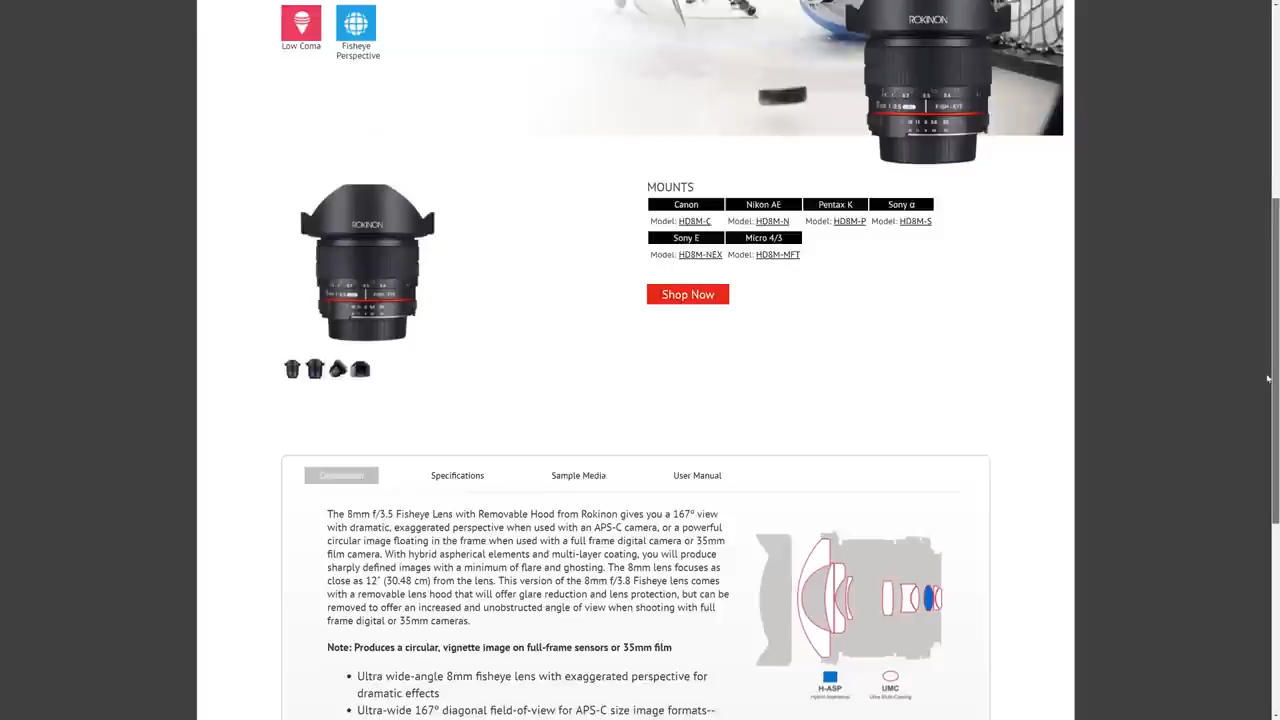 Low Coma
Fisheye
Perspective
ROKINON
FISH-EYE
MOUNTS
Canon Nikon AE Pentax K Sony α
Model: HD8M-C Model: HD8M-N Model: HD8M-P Model: HD8M-S
Sony E Micro 4/3
Model: HD8M-NEX Model: HD8M-MFT
ROKINON
Shop Now
Specifications Sample Media User Manual
The 8mm f/3.5 Fisheye Lens with Removable Hood from Rokinon gives you a 167º view
with dramatic, exaggerated perspective when used with an APS-C camera, or a powerful
circular image floating in the frame when used with a full frame digital camera or 35mm
film camera. With hybrid aspherical elements and multi-layer coating, you will produce
sharply defined images with a minimum of flare and ghosting. The 8mm lens focuses as
close as 12" (30.48 cm) from the lens. This version of the 8mm f/3.8 Fisheye lens comes
with a removable lens hood that will offer glare reduction and lens protection, but can be
removed to offer an increased and unobstructed angle of view when shooting with full
frame digital or 35mm cameras.
Note: Produces a circular, vignette image on full-frame sensors or 35mm film
• Ultra wide-angle 8mm fisheye lens with exaggerated perspective for
dramatic effects
• Ultra-wide 167º diagonal field-of-view for APS-C size image formats--
H-ASP UMC
Hybrid Aspherical Ultra Multi-Coating